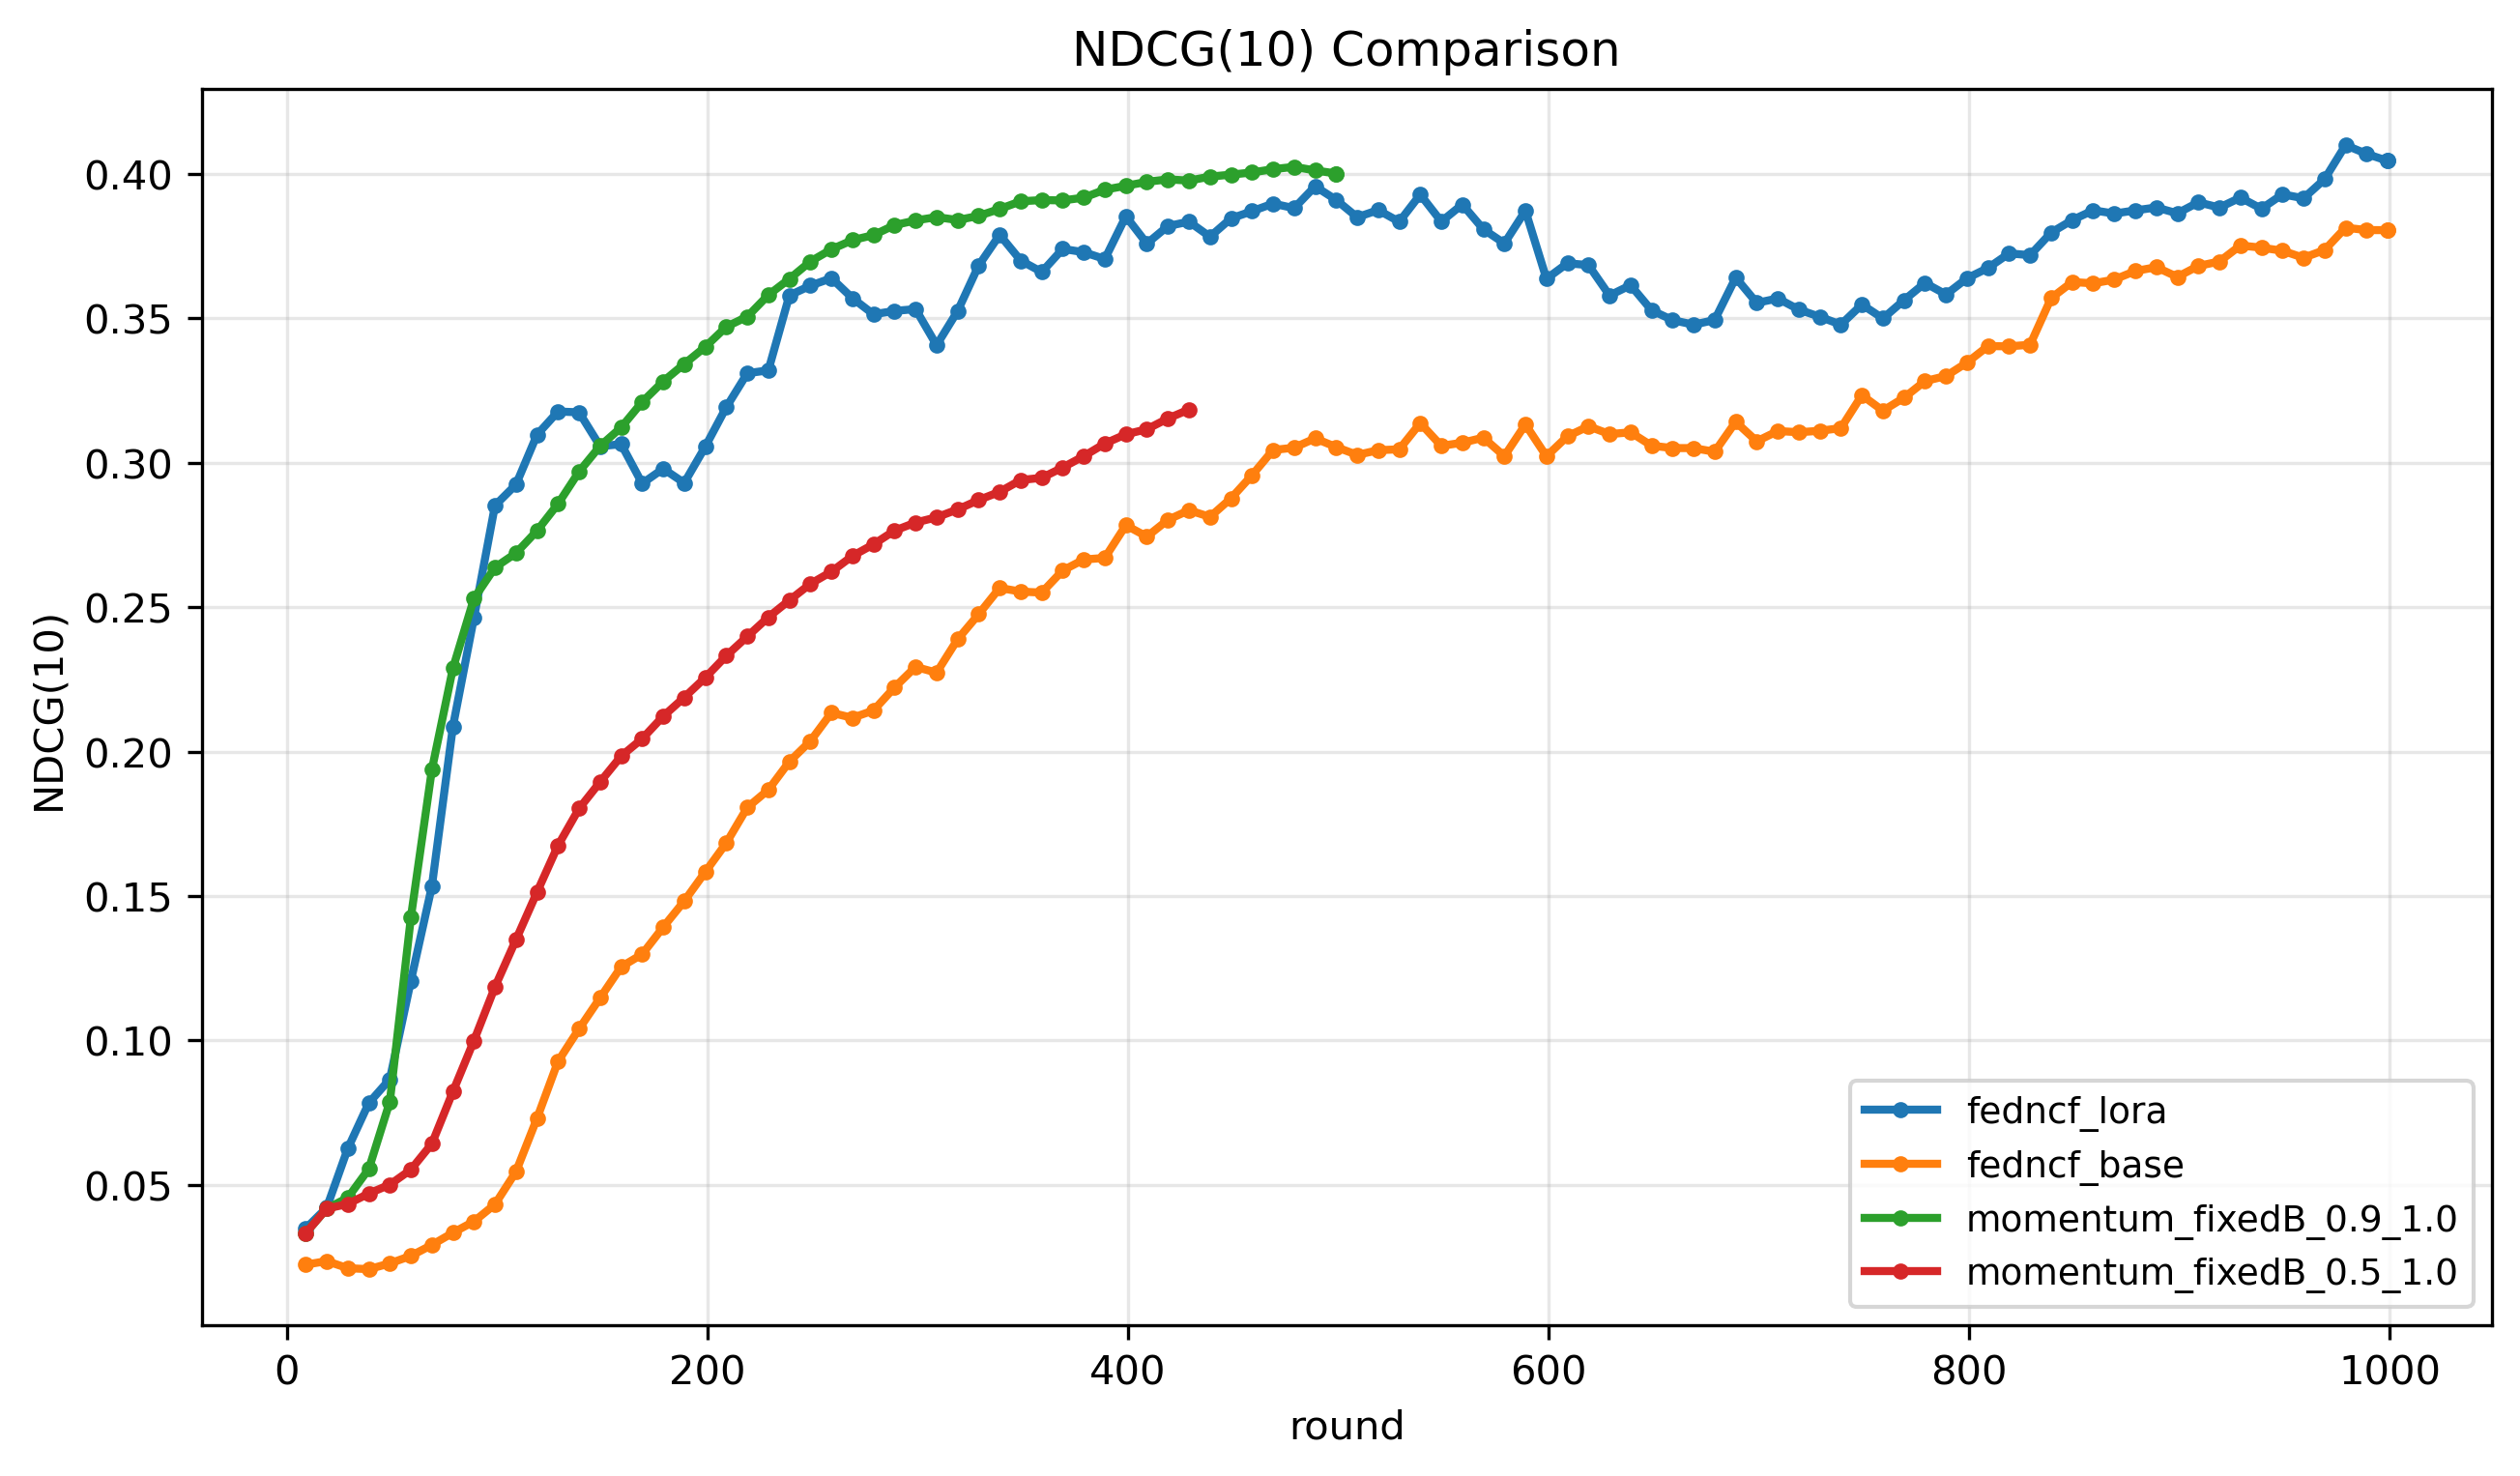 NDCG(10) Comparison
NDCG(10)
0.40
0.35
0.30
0.25
0.20
0.15
0.10
0.05
0 200 400 600 800 1000
round
fedncf_lora
fedncf_base
momentum_fixedB_0.9_1.0
momentum_fixedB_0.5_1.0